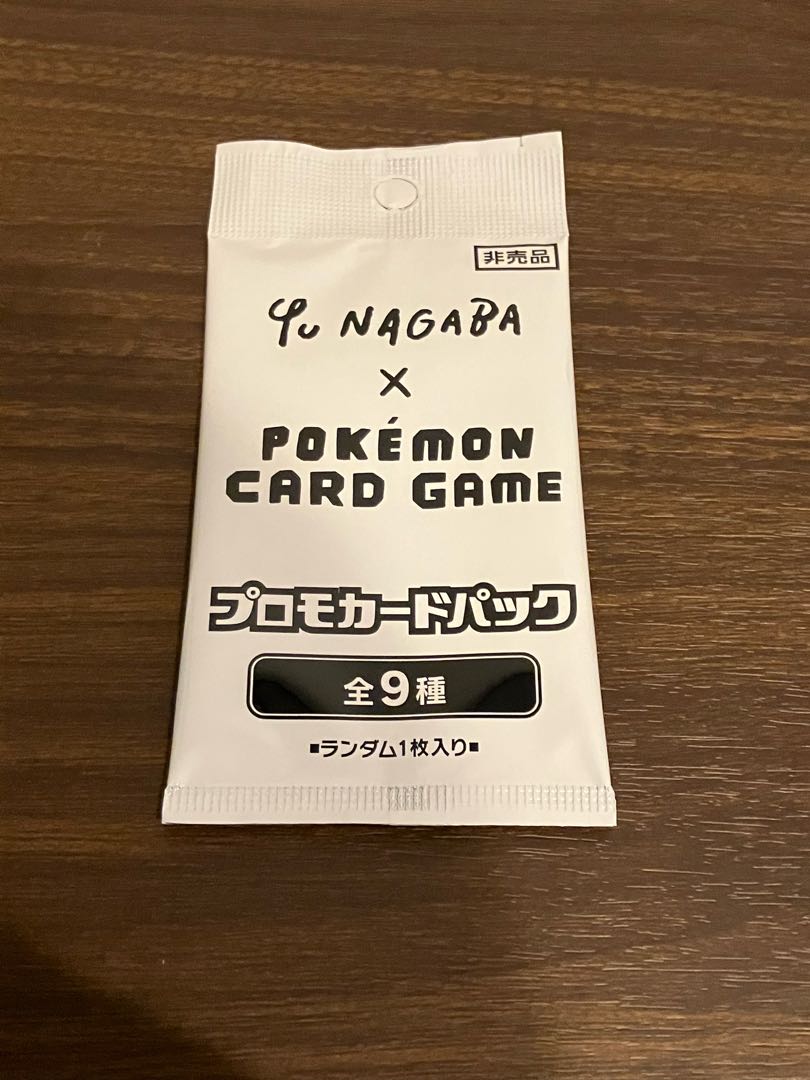 非売品
Yu NAGABA
×
POKÉMON
CARD GAME
プロモカードパック
全9種
■ランダム1枚入り■